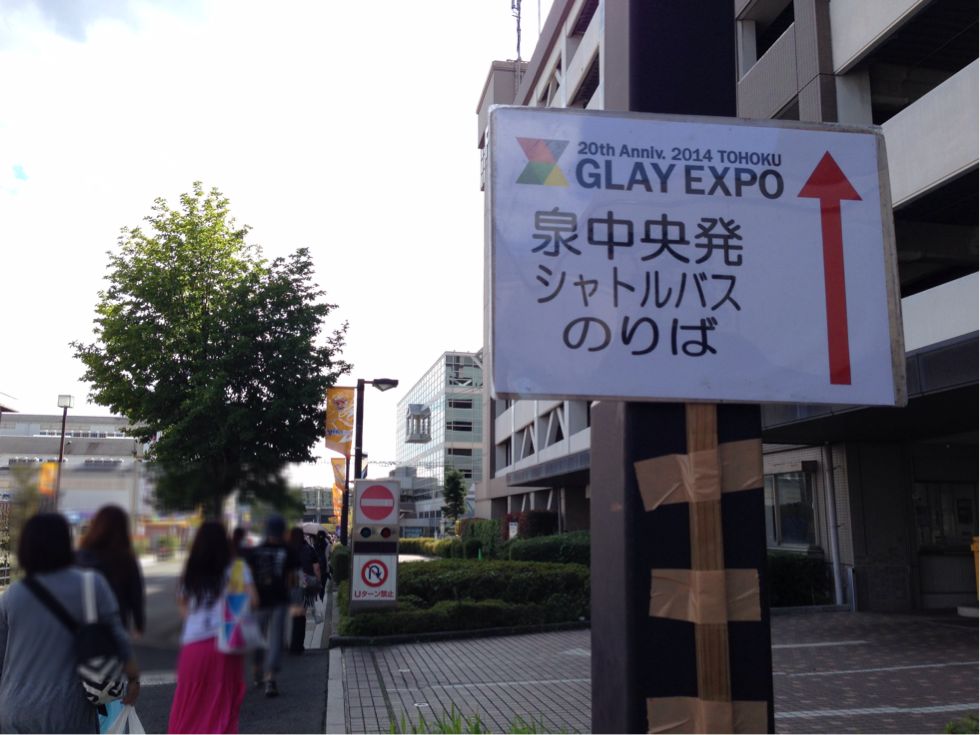 20th Anniv. 2014 TOHOKU
GLAY EXPO
泉中央発
シャトルバス
のりば
Uターン禁止